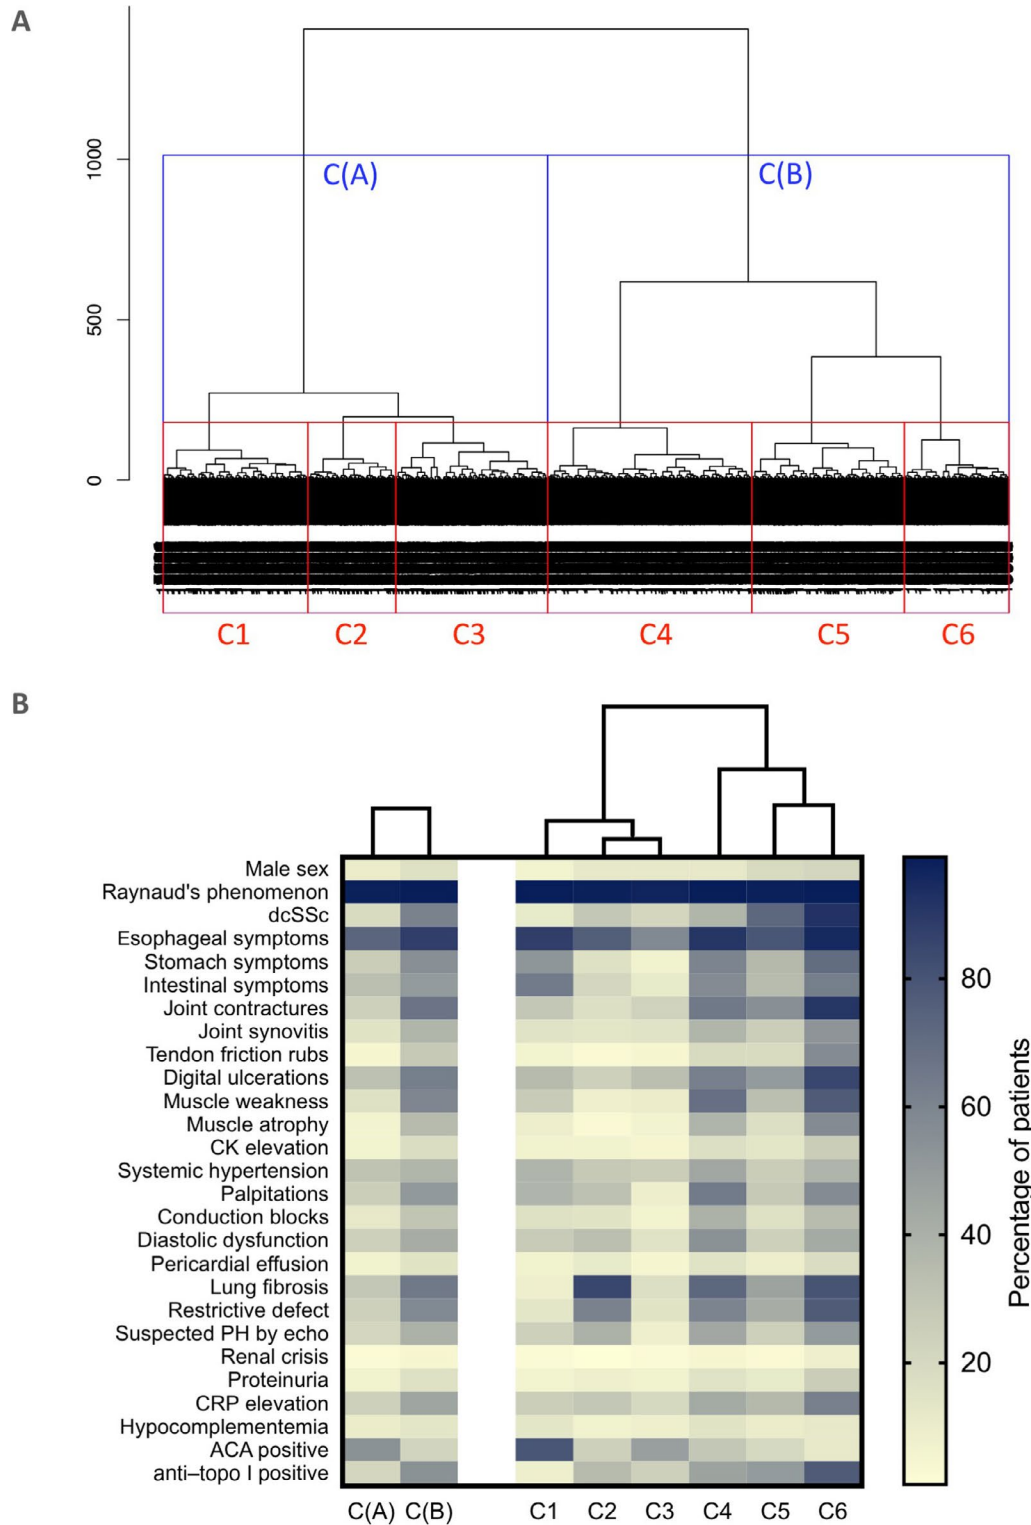 A
1000
500
0
C(A)
C(B)
C1
C2
C3
C4
C5
C6
B
Male sex
Raynaud's phenomenon
dcSSc
Esophageal symptoms
Stomach symptoms
Intestinal symptoms
Joint contractures
Joint synovitis
Tendon friction rubs
Digital ulcerations
Muscle weakness
Muscle atrophy
CK elevation
Systemic hypertension
Palpitations
Conduction blocks
Diastolic dysfunction
Pericardial effusion
Lung fibrosis
Restrictive defect
Suspected PH by echo
Renal crisis
Proteinuria
CRP elevation
Hypocomplementemia
ACA positive
anti–topo I positive
C(A)
C(B)
C1
C2
C3
C4
C5
C6
80
60
40
20
Percentage of patients